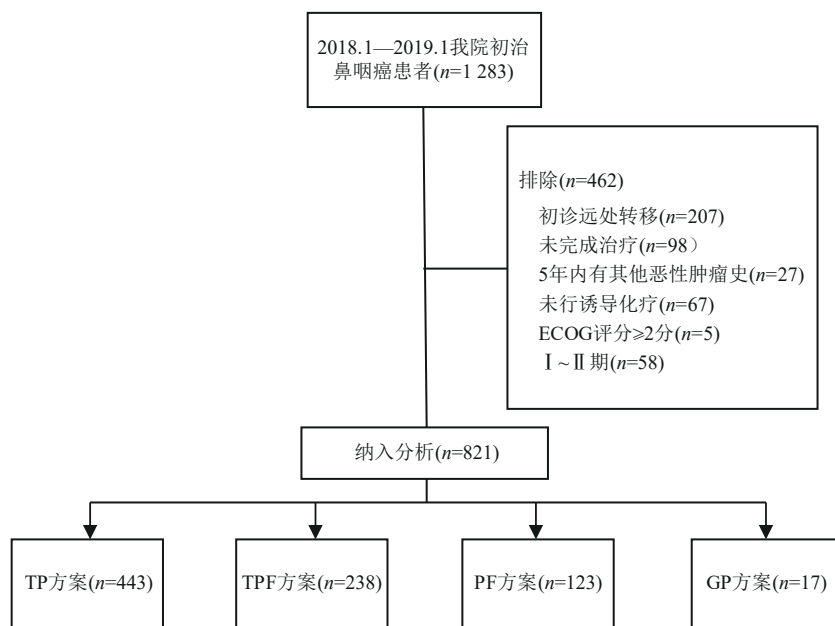 2018.1—2019.1我院初治
鼻咽癌患者(n=1 283)
排除(n=462)
初诊远处转移(n=207)
未完成治疗(n=98）
5年内有其他恶性肿瘤史(n=27)
未行诱导化疗(n=67)
ECOG评分≥2分(n=5)
Ⅰ~Ⅱ期(n=58)
纳入分析(n=821)
TP方案(n=443)
TPF方案(n=238)
PF方案(n=123)
GP方案(n=17)